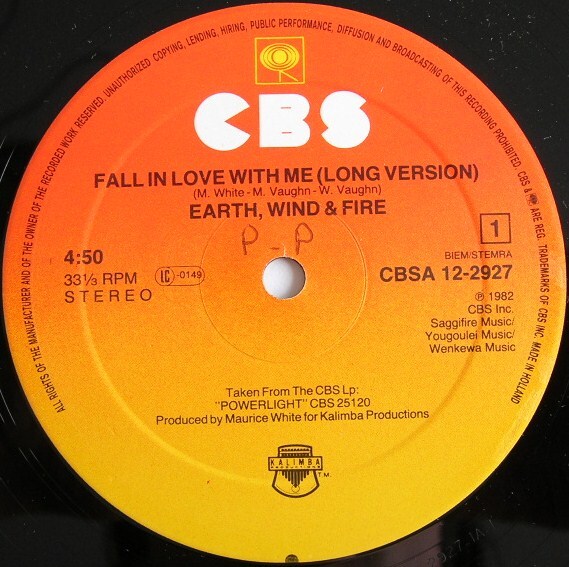 ALL RIGHTS OF THE MANUFACTURER AND OF THE OWNER OF THE RECORDED WORK RESERVED. UNAUTHORIZED COPYING, LENDING, HIRING, PUBLIC PERFORMANCE, DIFFUSION AND BROADCASTING OF THIS RECORDING PROHIBITED. CBS & ARE REG. TRADEMARKS OF CBS INC. MADE IN HOLLAND
CBS
FALL IN LOVE WITH ME (LONG VERSION)
(M. White - M. Vaughn - W. Vaughn)
EARTH, WIND & FIRE
P-P
1
4:50
BIEM/STEMRA
33⅓ RPM
LC -0149
CBSA 12-2927
STEREO
℗ 1982
CBS Inc.
Saggifire Music/
Yougoulei Music/
Wenkewa Music
Taken From The CBS Lp:
"POWERLIGHT" CBS 25120
Produced by Maurice White for Kalimba Productions
KALIMBA
PRODUCTIONS
T.M.